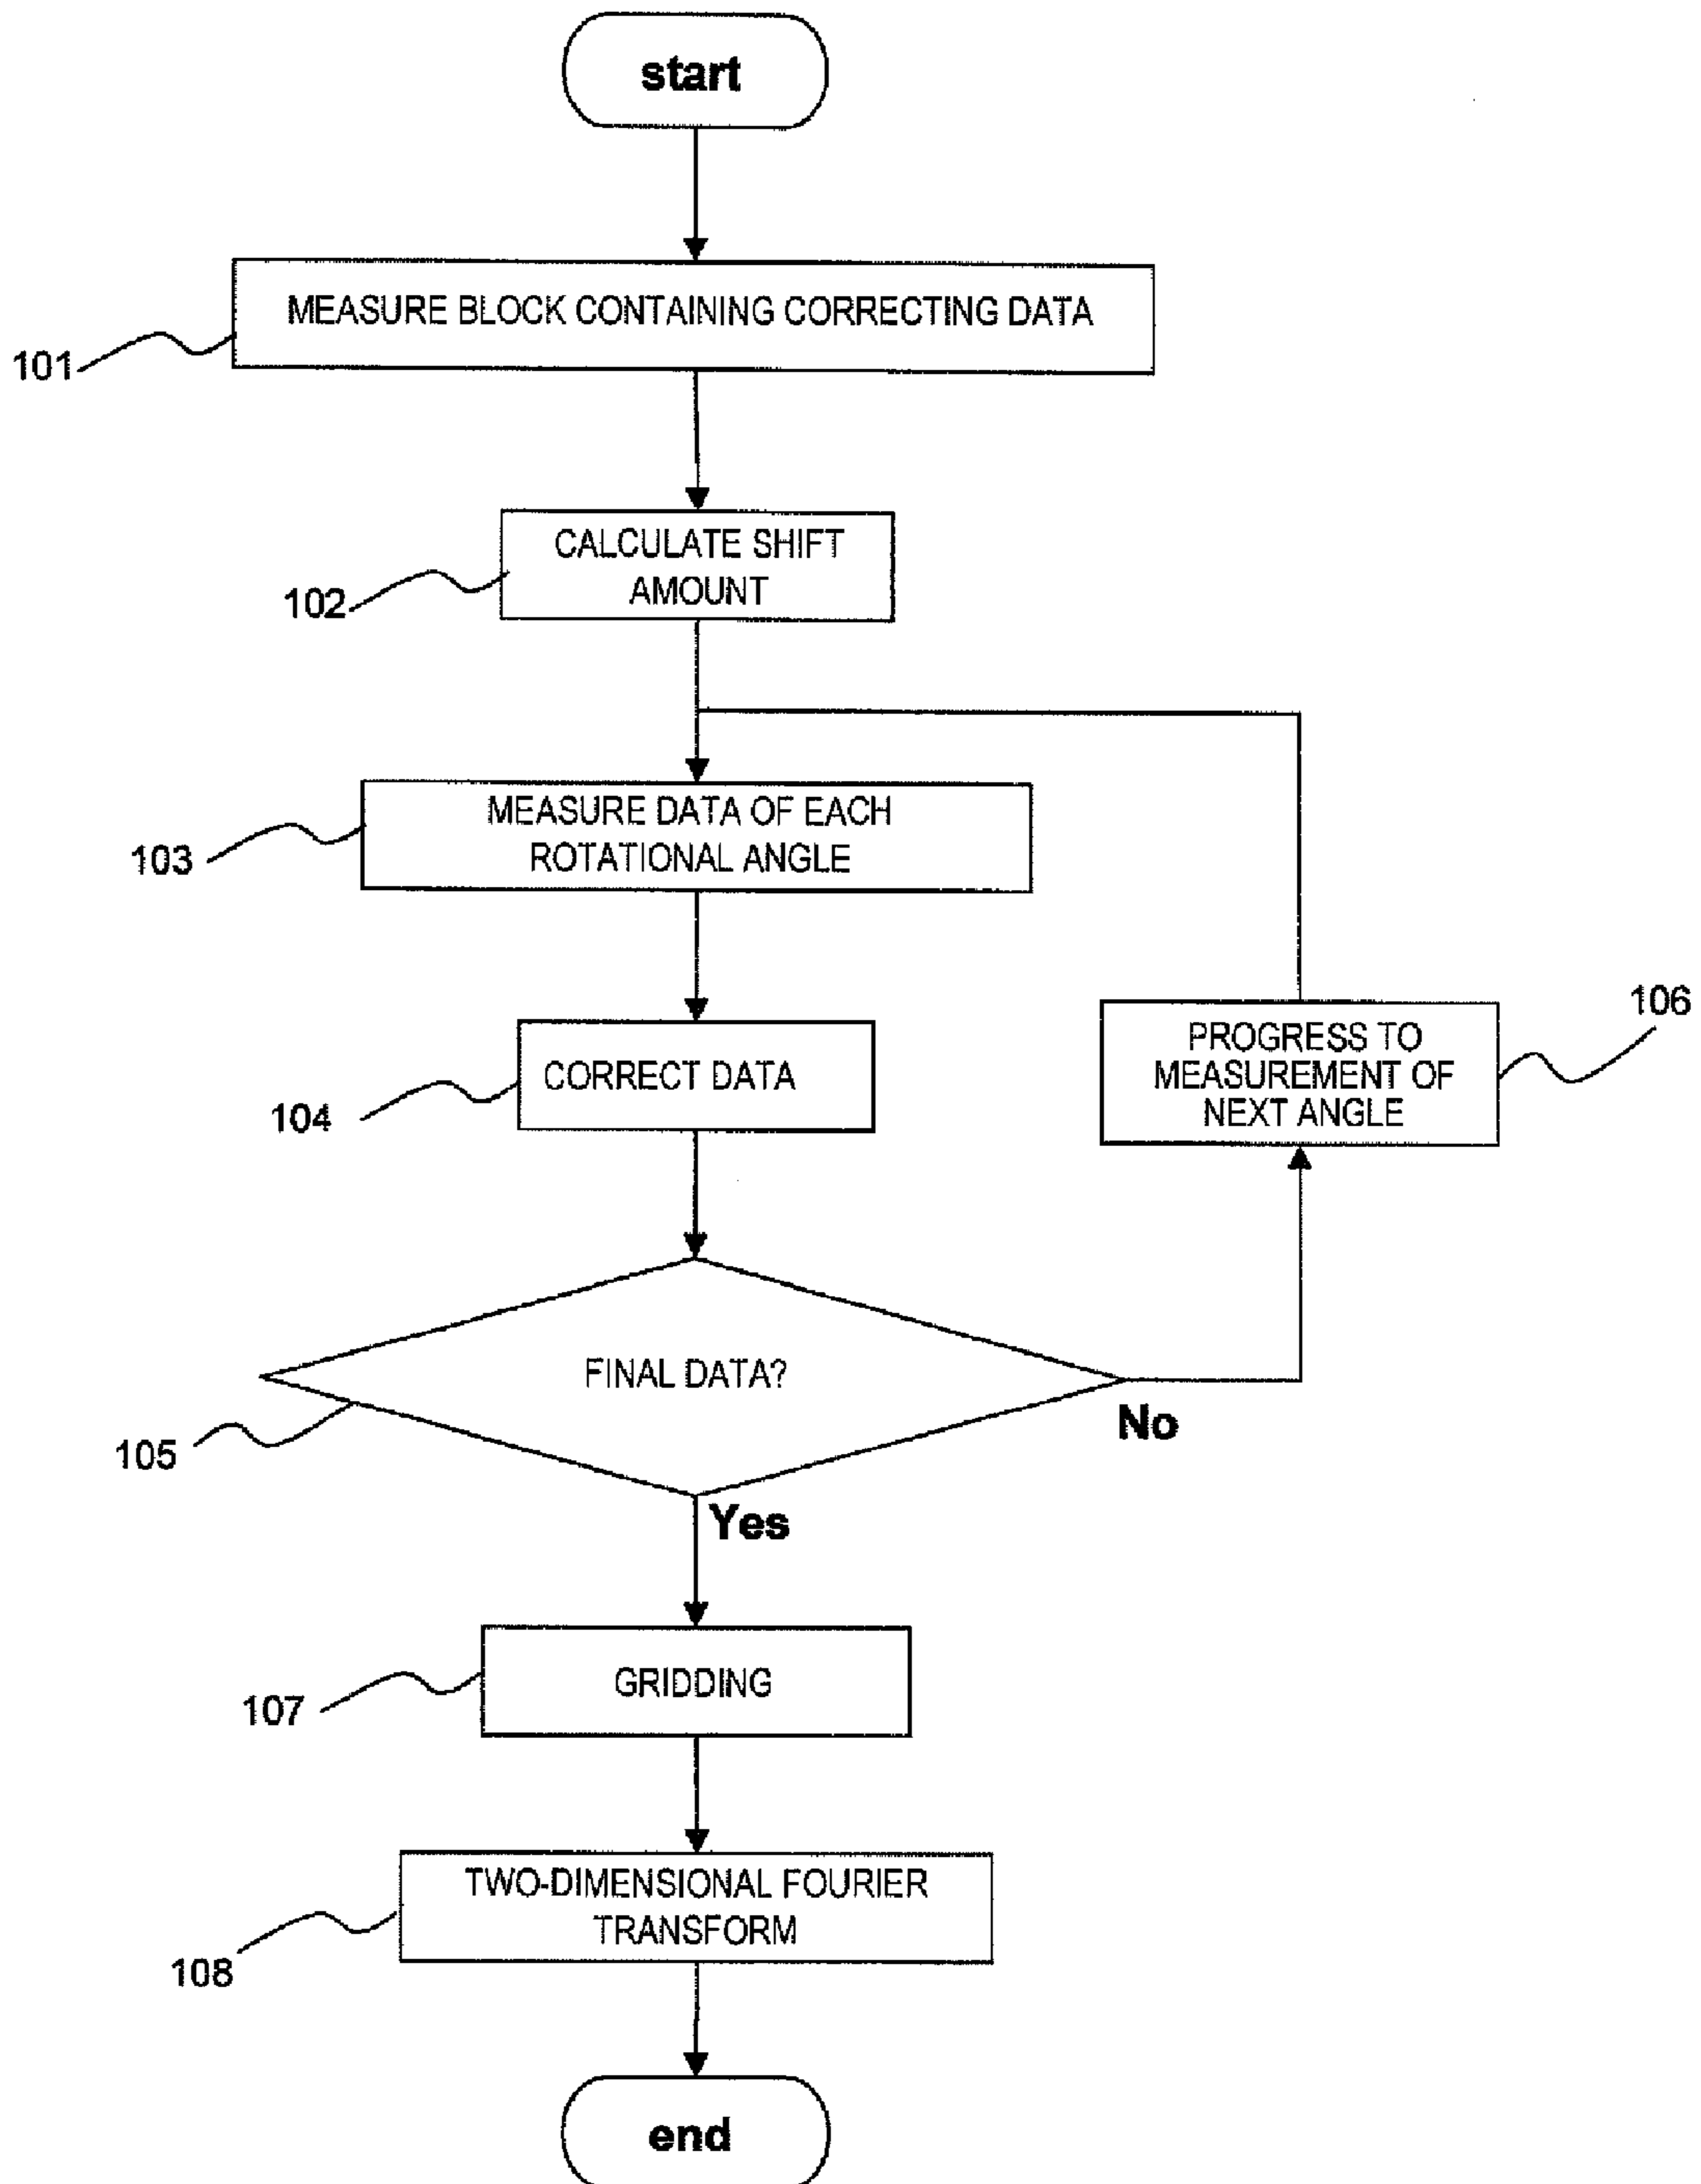 start
MEASURE BLOCK CONTAINING CORRECTING DATA
101
CALCULATE SHIFT
AMOUNT
102
MEASURE DATA OF EACH
ROTATIONAL ANGLE
103
CORRECT DATA
104
PROGRESS TO
MEASUREMENT OF
NEXT ANGLE
106
FINAL DATA?
105
No
Yes
GRIDDING
107
TWO-DIMENSIONAL FOURIER
TRANSFORM
108
end